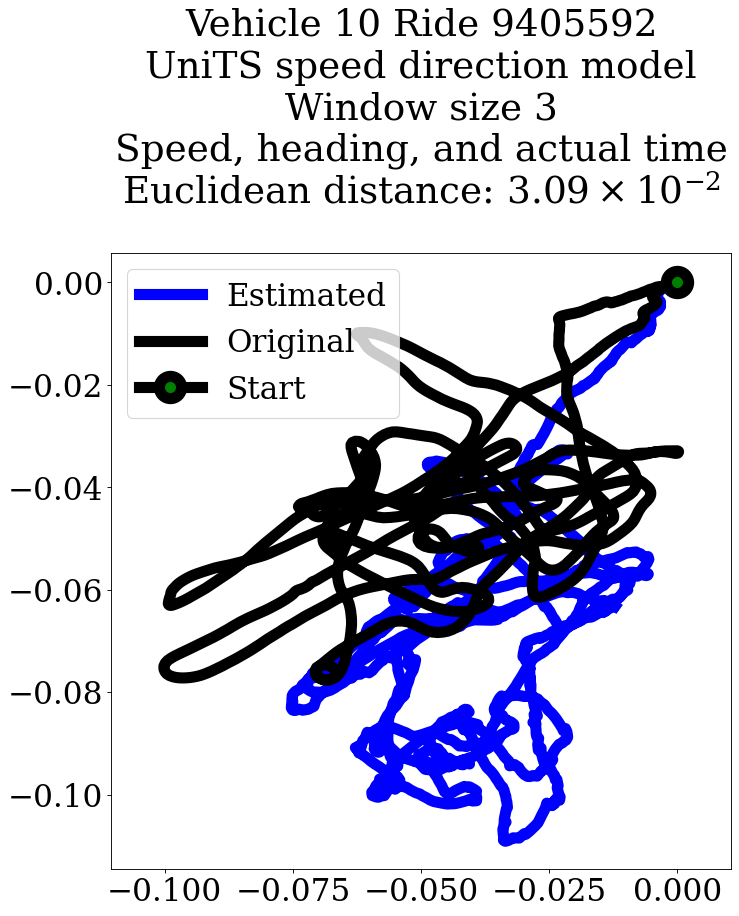 Vehicle 10 Ride 9405592
UniTS speed direction model
Window size 3
Speed, heading, and actual time
Euclidean distance: 3.09 × 10⁻²
Estimated
Original
Start
0.00
−0.02
−0.04
−0.06
−0.08
−0.10
−0.100 −0.075 −0.050 −0.025 0.000